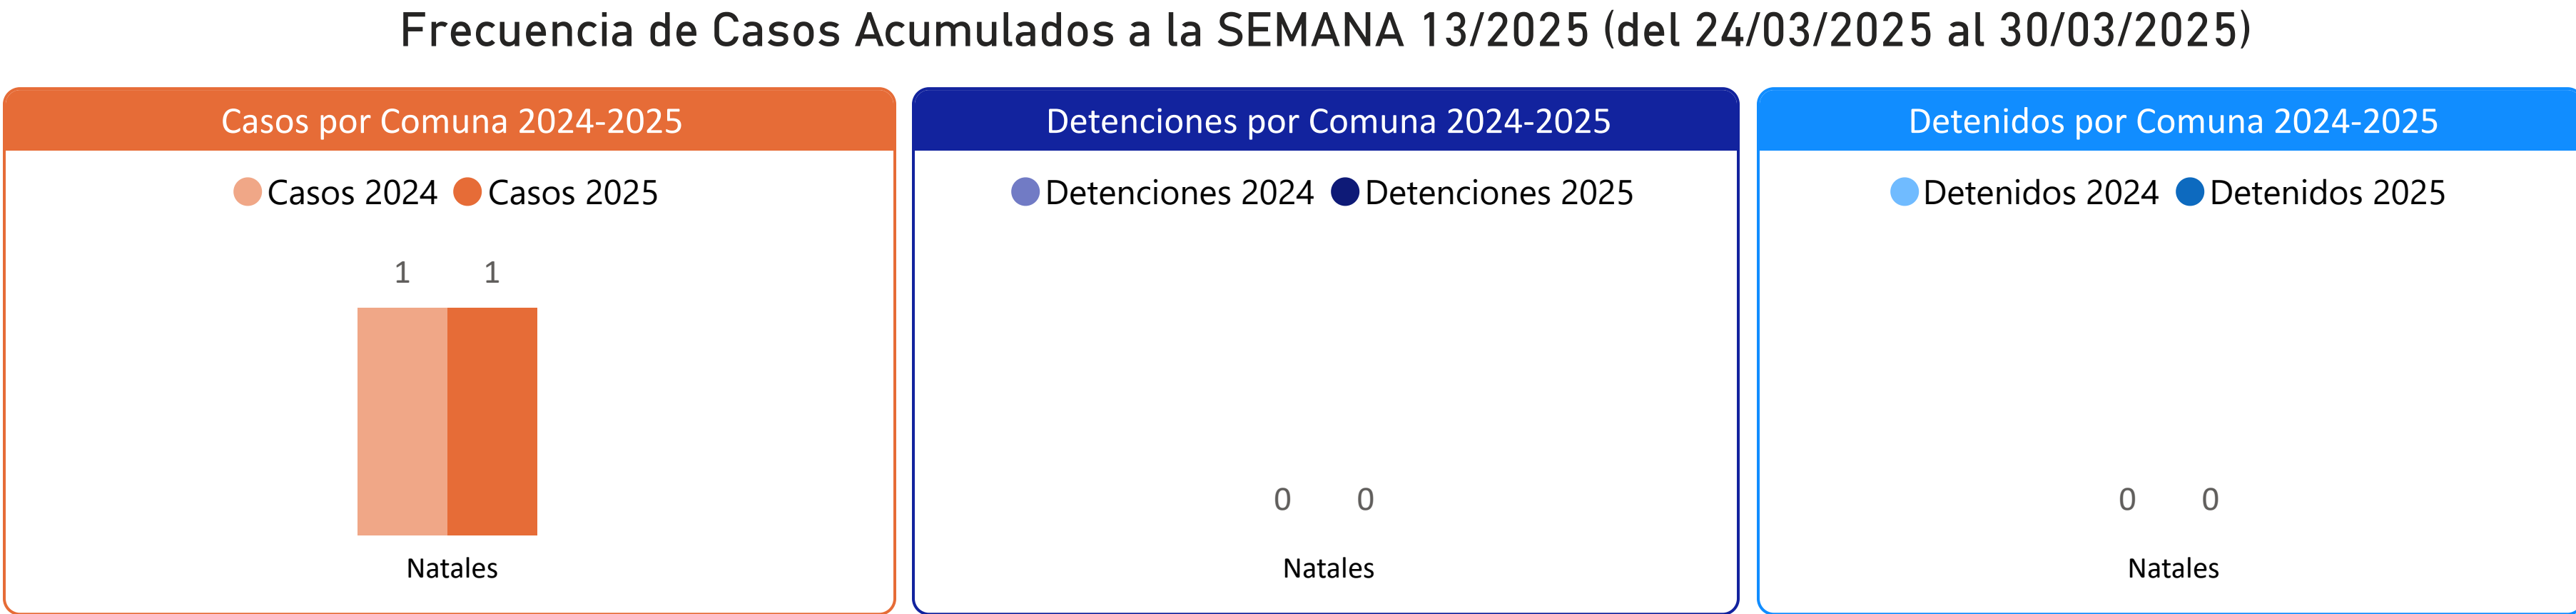 Frecuencia de Casos Acumulados a la SEMANA 13/2025 (del 24/03/2025 al 30/03/2025)
Casos por Comuna 2024-2025
Casos 2024 Casos 2025
1 1
Natales
Detenciones por Comuna 2024-2025
Detenciones 2024 Detenciones 2025
0 0
Natales
Detenidos por Comuna 2024-2025
Detenidos 2024 Detenidos 2025
0 0
Natales